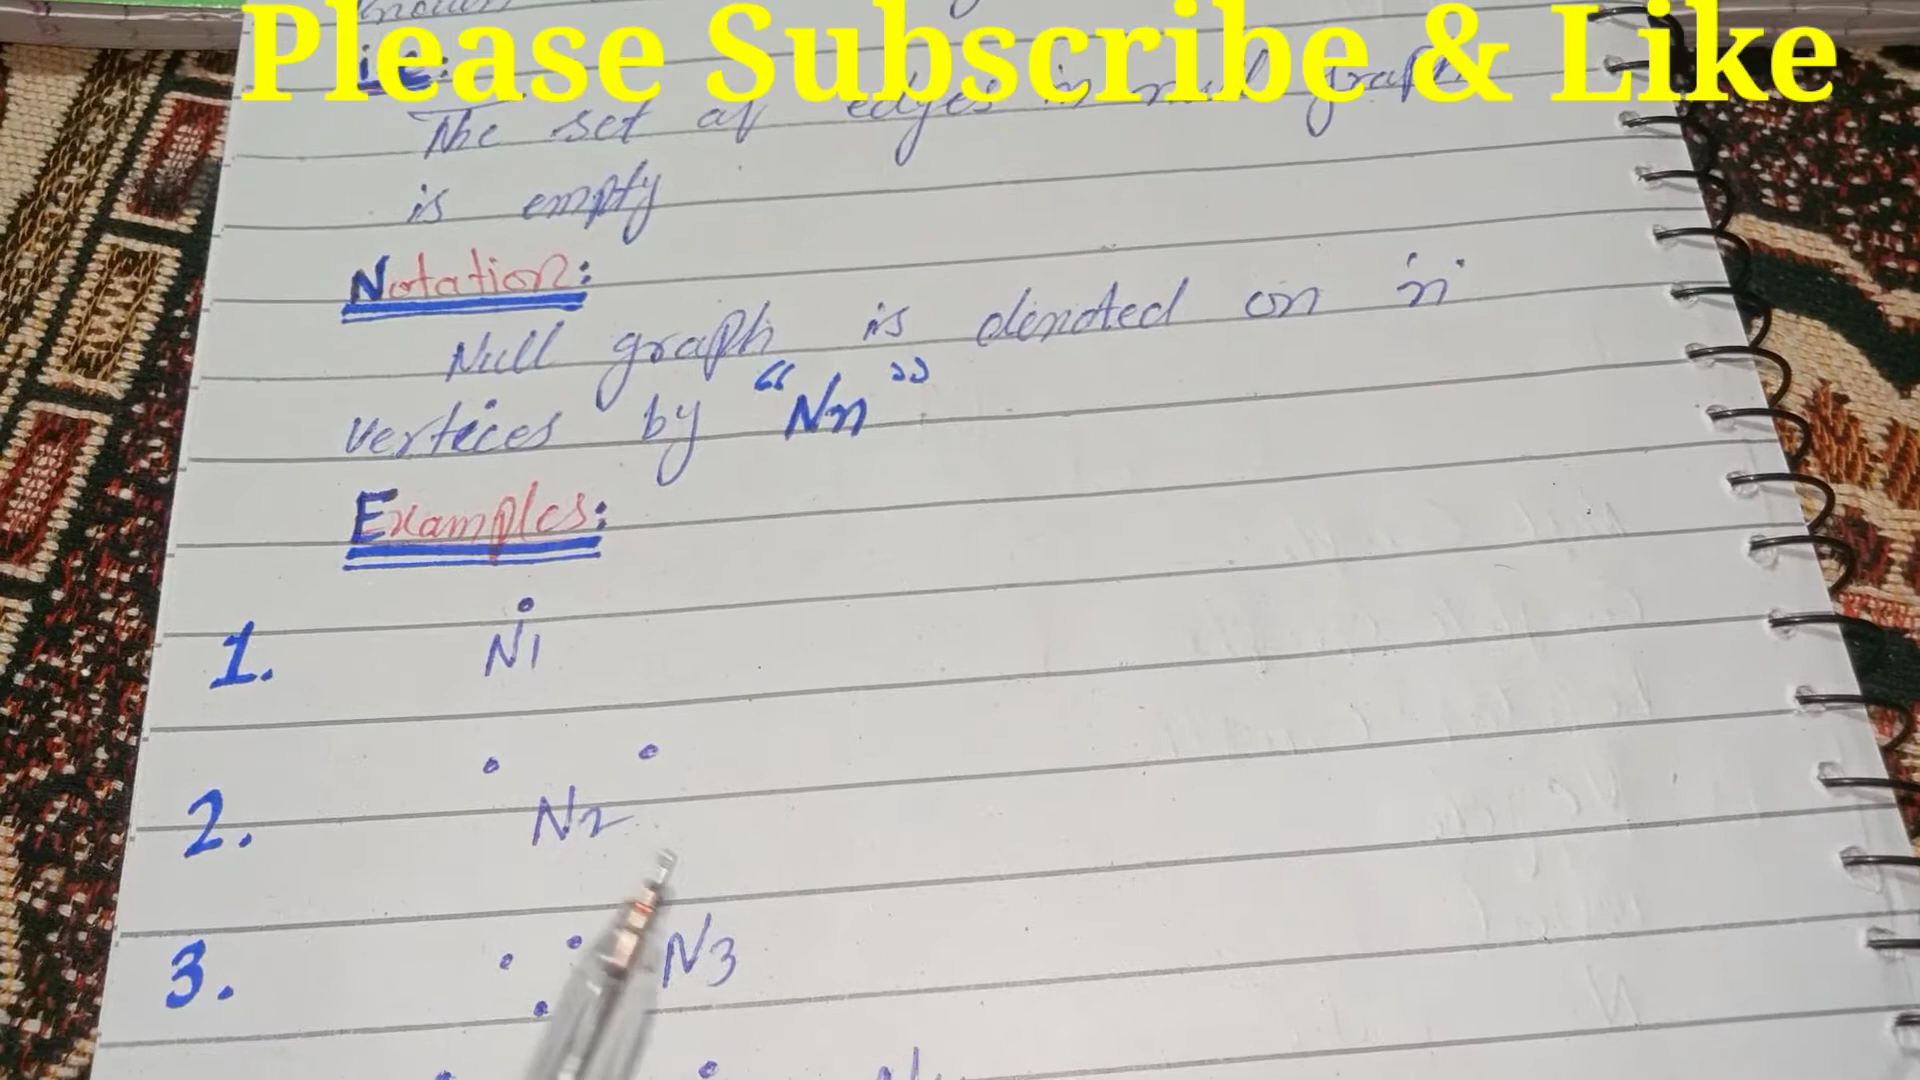 Please Subscribe & Like
i.e:
The set of edges in null graph
is empty
Notation:
Null graph is denoted on 'n'
vertices by "Nn"
Examples:
1. N1
2. N2
3. N3